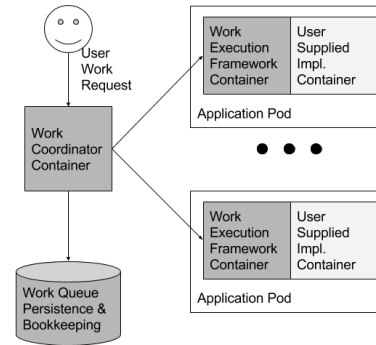 User
Work
Request
Work
Coordinator
Container
Work Queue
Persistence &
Bookkeeping
Work
Execution
Framework
Container
User
Supplied
Impl.
Container
Application Pod
Work
Execution
Framework
Container
User
Supplied
Impl.
Container
Application Pod